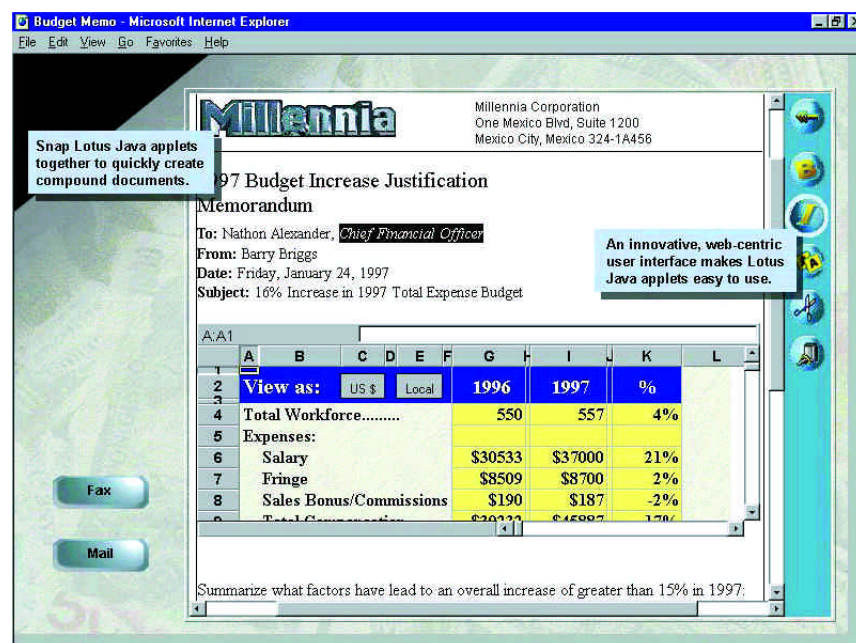 Budget Memo - Microsoft Internet Explorer
File Edit View Go Favorites Help
Millennia
Millennia Corporation
One Mexico Blvd, Suite 1200
Mexico City, Mexico 324-1A456
Snap Lotus Java applets
together to quickly create
compound documents.
97 Budget Increase Justification
Memorandum
To: Nathon Alexander, Chief Financial Officer
From: Barry Briggs
Date: Friday, January 24, 1997
Subject: 16% Increase in 1997 Total Expense Budget
An innovative, web-centric
user interface makes Lotus
Java applets easy to use.
A:A1
A B C D E F G H I J K L
1
2 View as: US $ Local 1996 1997 %
3
4 Total Workforce......... 550 557 4%
5 Expenses:
6 Salary $30533 $37000 21%
7 Fringe $8509 $8700 2%
8 Sales Bonus/Commissions $190 $187 -2%
Fax
Mail
Summarize what factors have lead to an overall increase of greater than 15% in 1997: